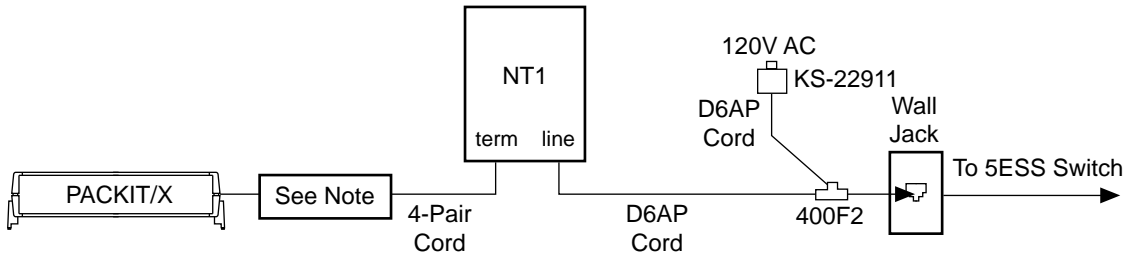 NT1
term line
120V AC
KS-22911
D6AP
Cord
Wall
Jack
PACKIT/X
See Note
4-Pair
Cord
D6AP
Cord
400F2
To 5ESS Switch